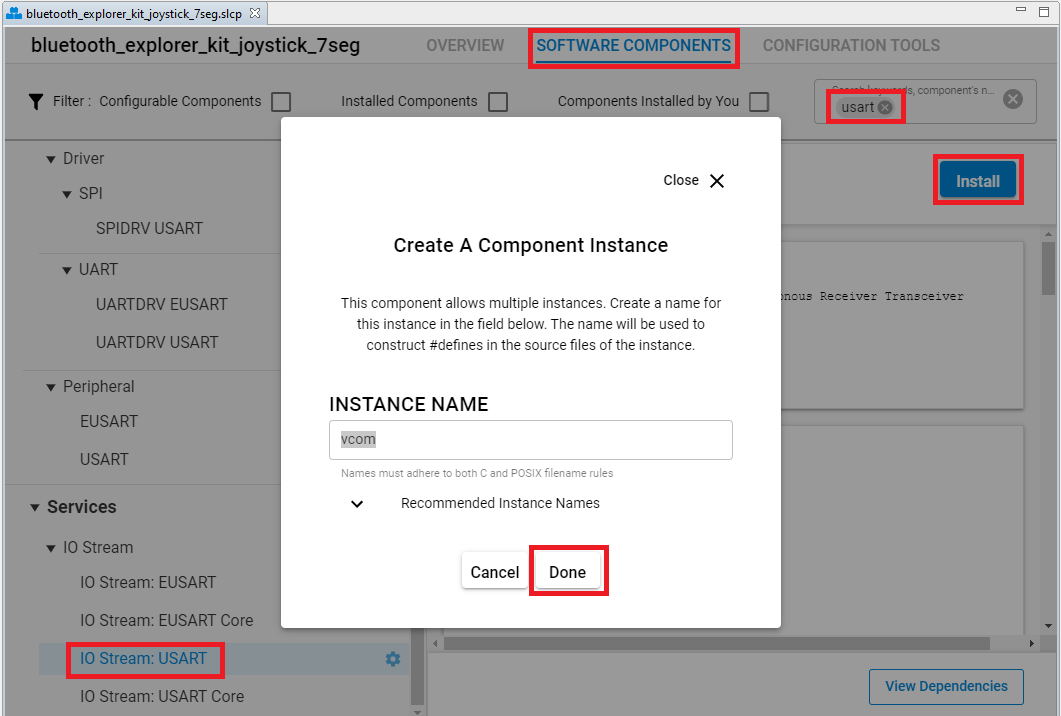 bluetooth_explorer_kit_joystick_7seg.slcp
bluetooth_explorer_kit_joystick_7seg
OVERVIEW
SOFTWARE COMPONENTS
CONFIGURATION TOOLS
Filter :
Configurable Components
Installed Components
Components Installed by You
Search keywords, component's n...
usart
Driver
SPI
SPIDRV USART
UART
UARTDRV EUSART
UARTDRV USART
Peripheral
EUSART
USART
Services
IO Stream
IO Stream: EUSART
IO Stream: EUSART Core
IO Stream: USART
IO Stream: USART Core
Install
Receiver Transceiver
View Dependencies
Close
Create A Component Instance
This component allows multiple instances. Create a name for
this instance in the field below. The name will be used to
construct #defines in the source files of the instance.
INSTANCE NAME
vcom
Names must adhere to both C and POSIX filename rules
Recommended Instance Names
Cancel
Done